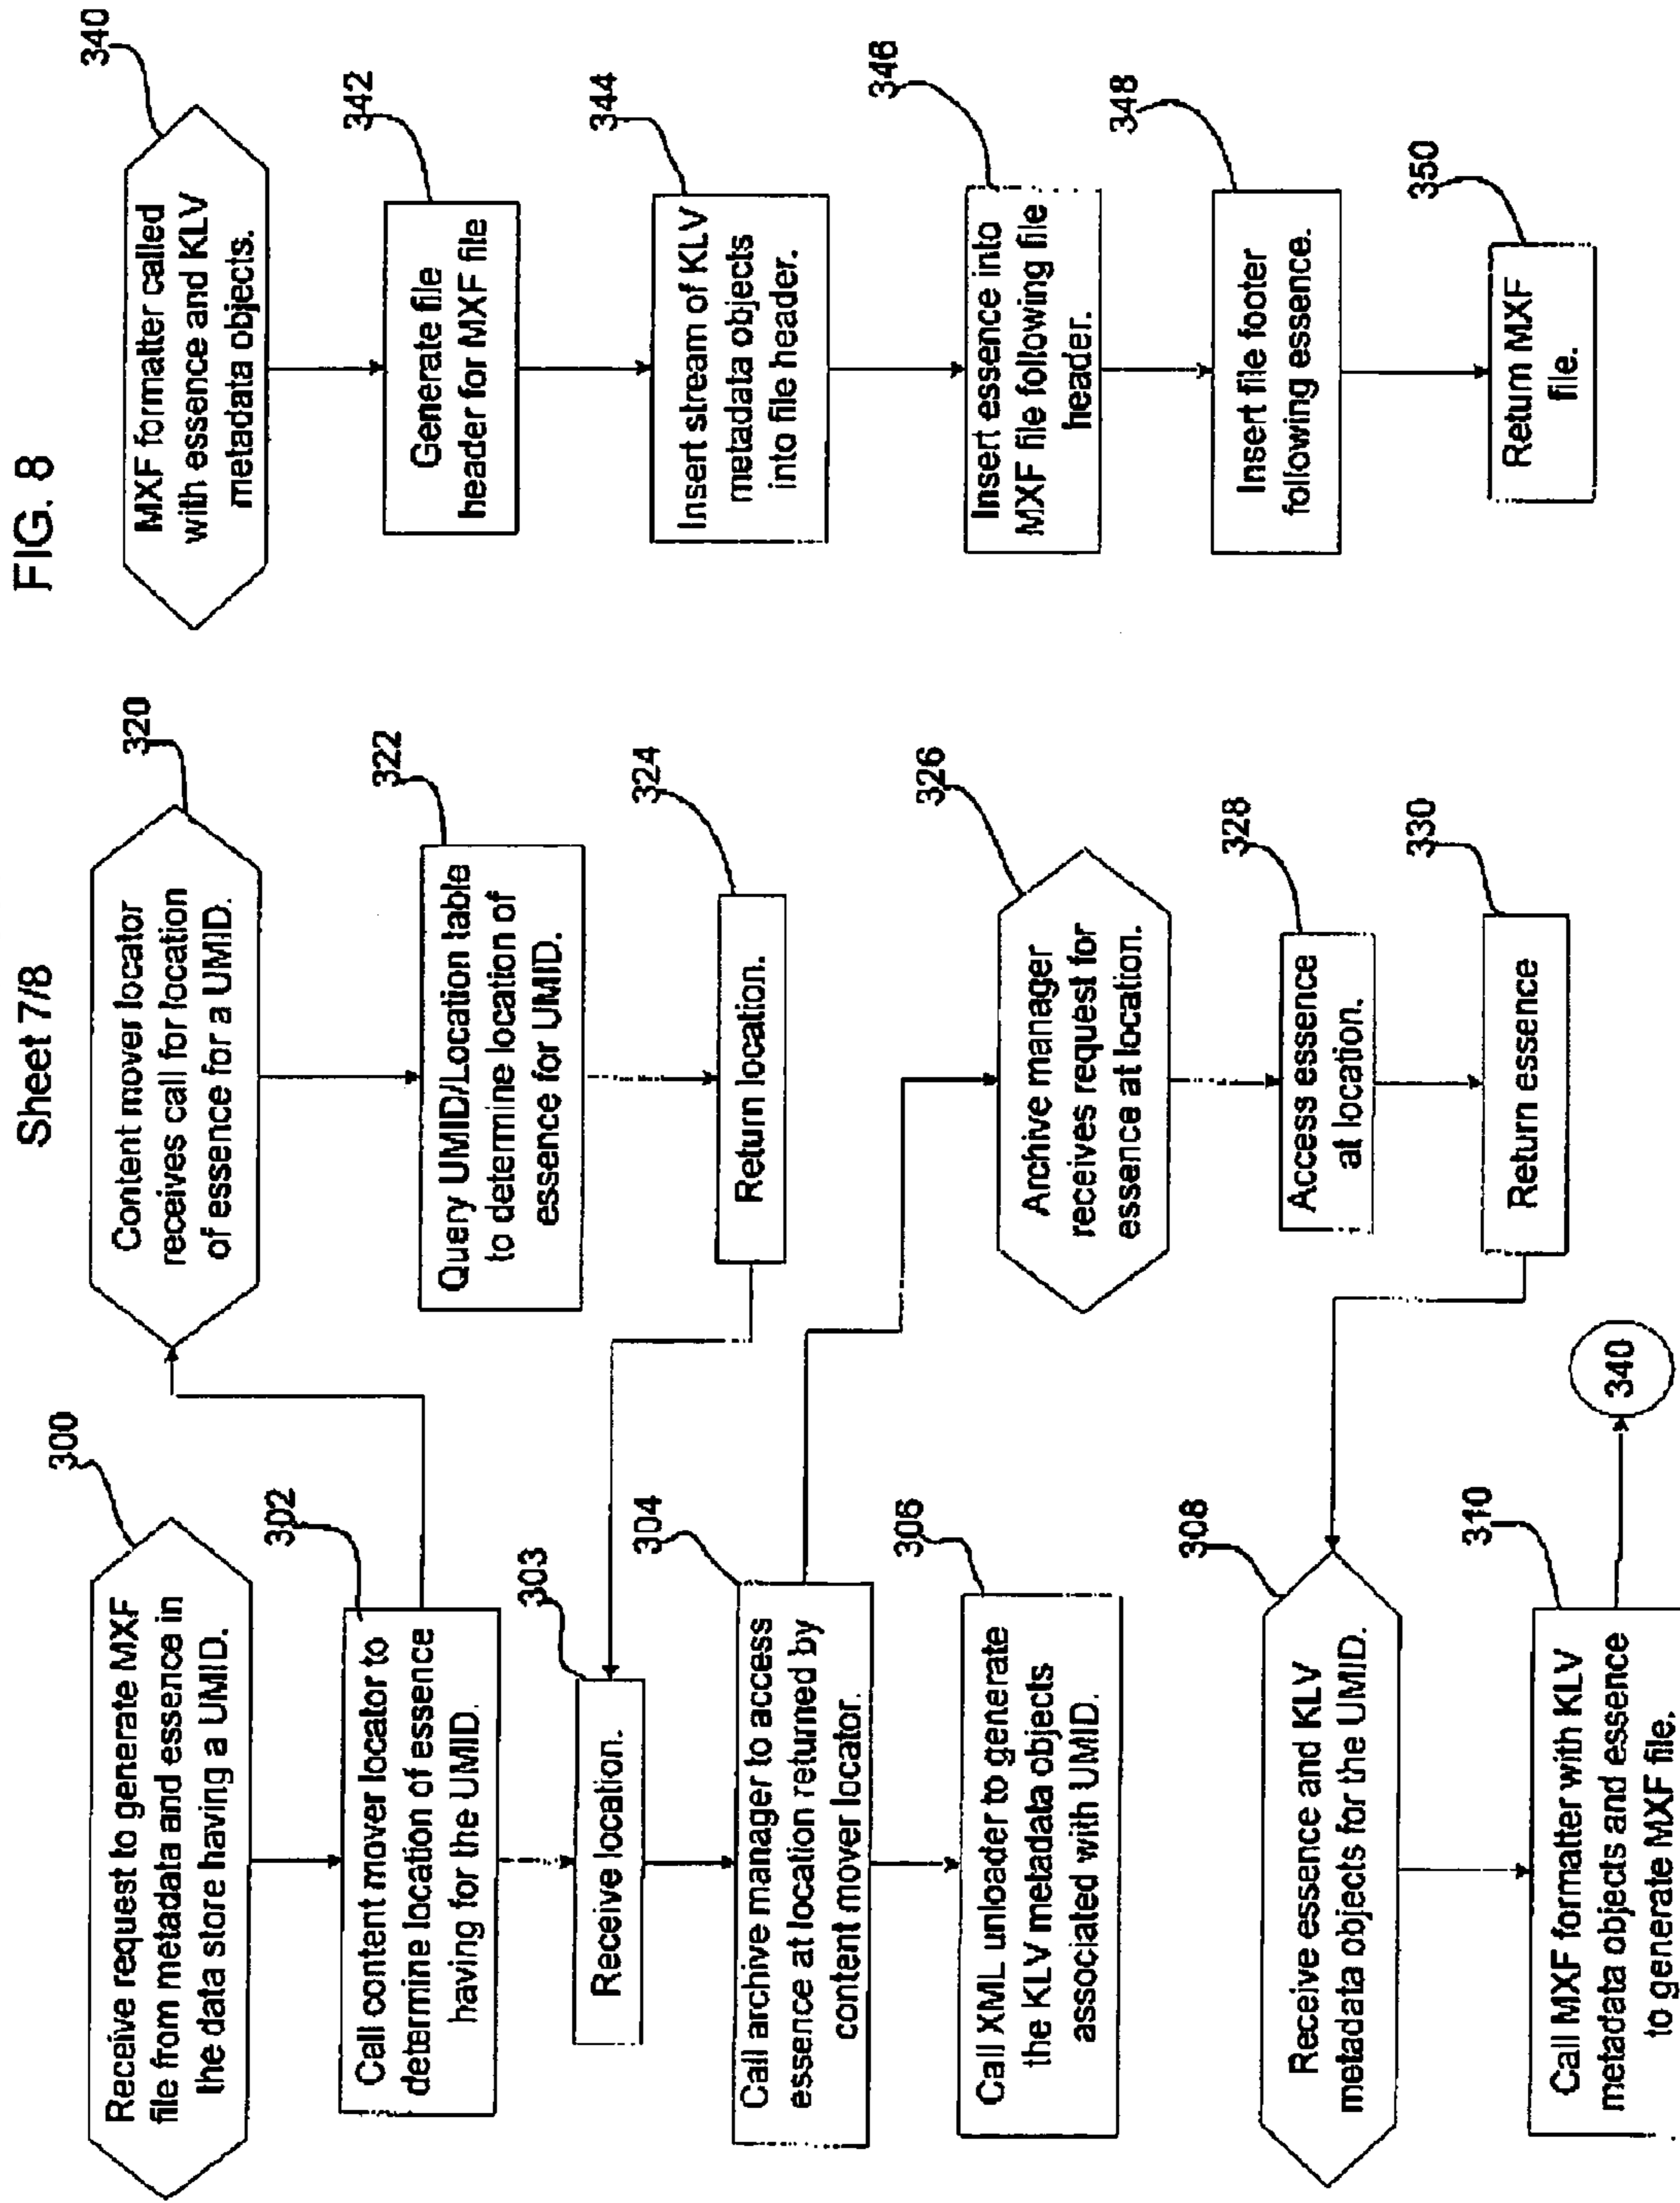 Sheet 7/8
FIG. 8
300
Receive request to generate MXF
file from metadata and essence in
the data store having a UMID.
302
Call content mover locator to
determine location of essence
having for the UMID.
303
Receive location.
304
Call archive manager to access
essence at location returned by
content mover locator.
306
Call XML unloader to generate
the KLV metadata objects
associated with UMID.
308
Receive essence and KLV
metadata objects for the UMID.
310
Call MXF formatter with KLV
metadata objects and essence
to generate MXF file.
340
320
Content mover locator
receives call for location
of essence for a UMID.
322
Query UMID/Location table
to determine location of
essence for UMID.
324
Return location.
326
Archive manager
receives request for
essence at location.
328
Access essence
at location.
330
Return essence
340
MXF formatter called
with essence and KLV
metadata objects.
342
Generate file
header for MXF file
344
Insert stream of KLV
metadata objects
into file header.
346
Insert essence into
MXF file following file
header.
348
Insert file footer
following essence.
350
Return MXF
file.